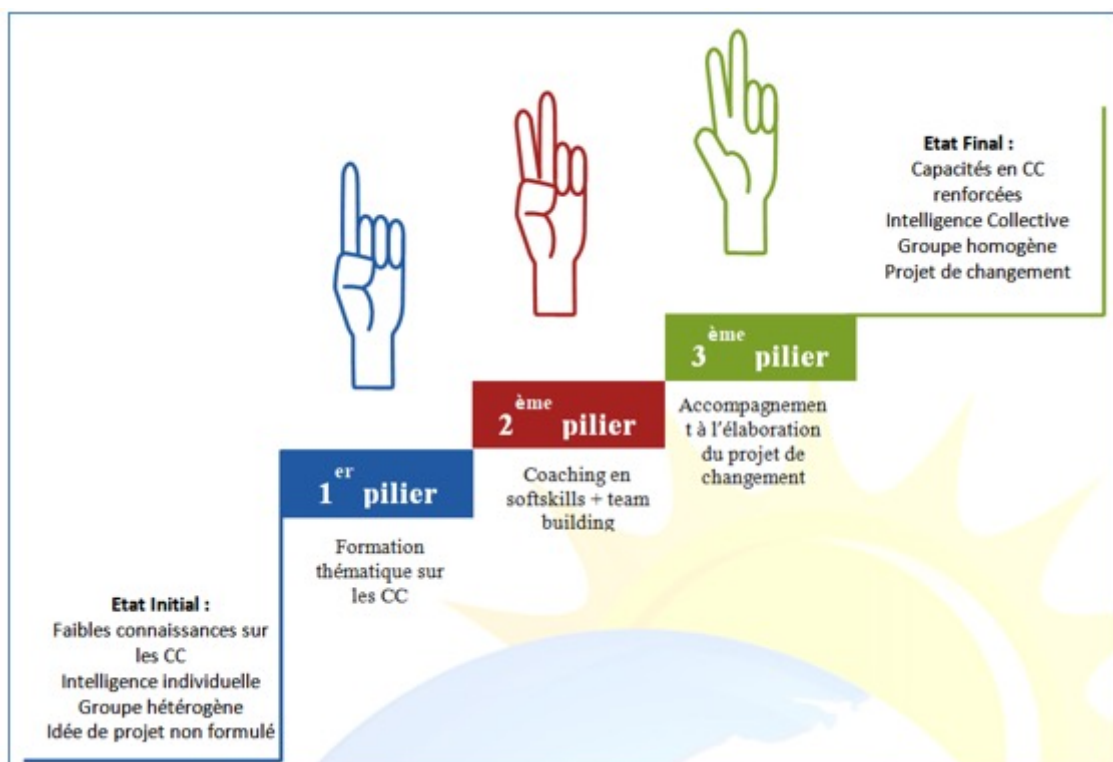 Etat Initial :
Faibles connaissances sur
les CC
Intelligence individuelle
Groupe hétérogène
Idée de projet non formulé
1er pilier
Formation
thématique sur
les CC
2ème pilier
Coaching en
softskills + team
building
3ème pilier
Accompagnemen
t à l'élaboration
du projet de
changement
Etat Final :
Capacités en CC
renforcées
Intelligence Collective
Groupe homogène
Projet de changement